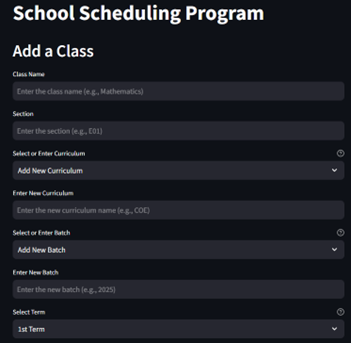 School Scheduling Program
Add a Class
Class Name
Enter the class name (e.g., Mathematics)
Section
Enter the section (e.g., E01)
Select or Enter Curriculum
Add New Curriculum
Enter New Curriculum
Enter the new curriculum name (e.g., COE)
Select or Enter Batch
Add New Batch
Enter New Batch
Enter the new batch (e.g., 2025)
Select Term
1st Term